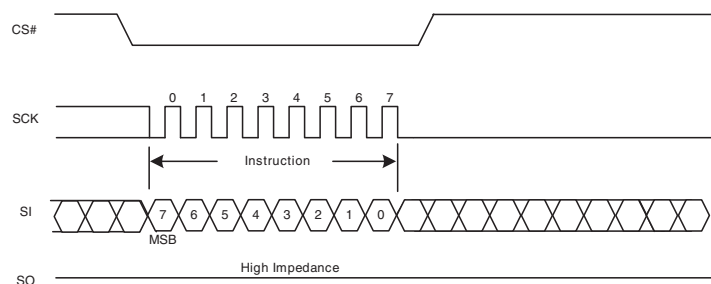 CS#
0 1 2 3 4 5 6 7
SCK
Instruction
SI
7 6 5 4 3 2 1 0
MSB
High Impedance
SO